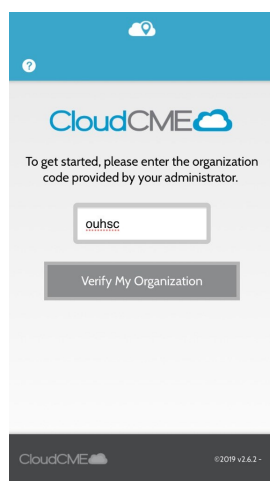 ?
CloudCME
To get started, please enter the organization
code provided by your administrator.
ouhsc
Verify My Organization
CloudCME
©2019 v2.6.2 -